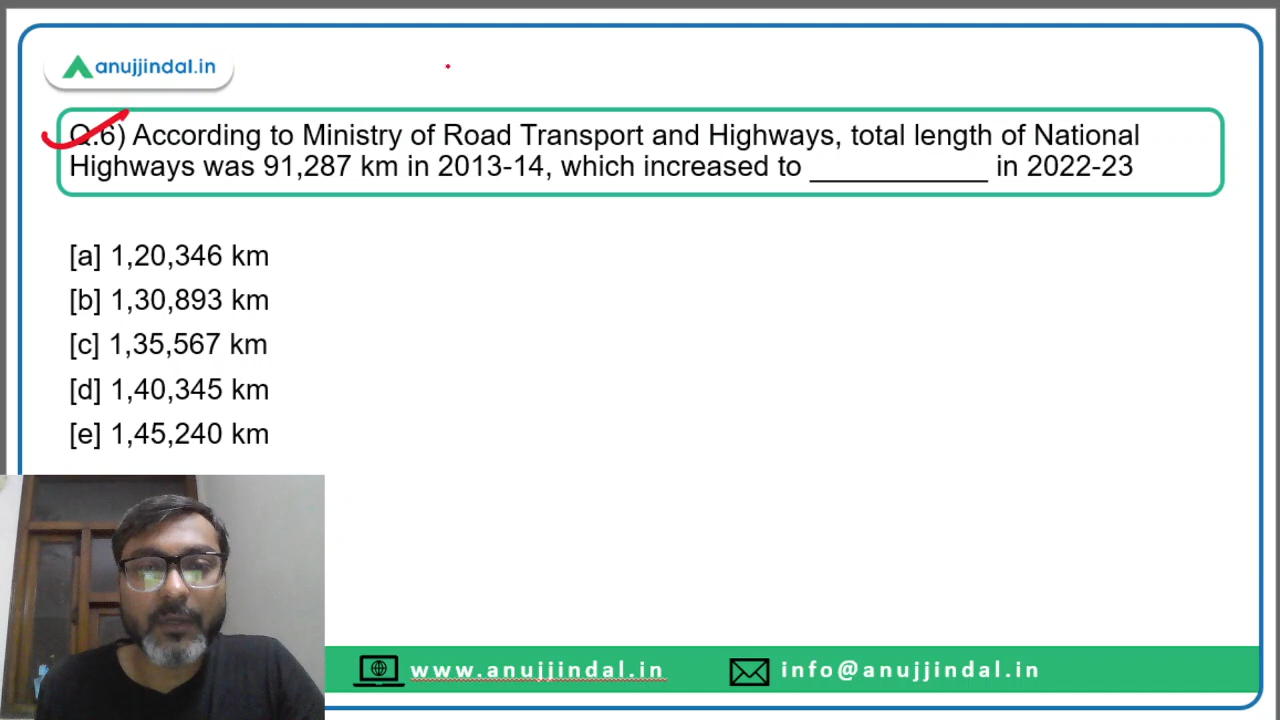 anujjindal.in
Q.6) According to Ministry of Road Transport and Highways, total length of National
Highways was 91,287 km in 2013-14, which increased to ___________ in 2022-23
[a] 1,20,346 km
[b] 1,30,893 km
[c] 1,35,567 km
[d] 1,40,345 km
[e] 1,45,240 km
www.anujjindal.in
info@anujjindal.in